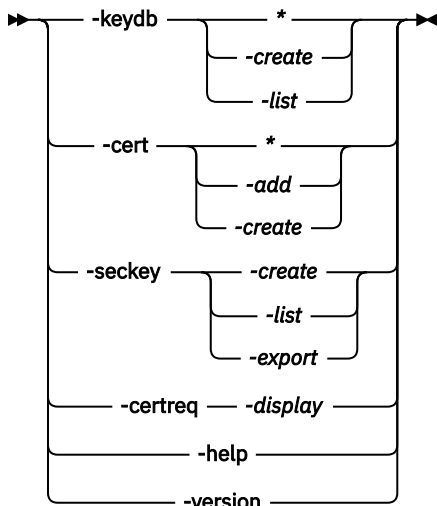 -keydb *
-create
-list
-cert *
-add
-create
-seckey -create
-list
-export
-certreq -display
-help
-version